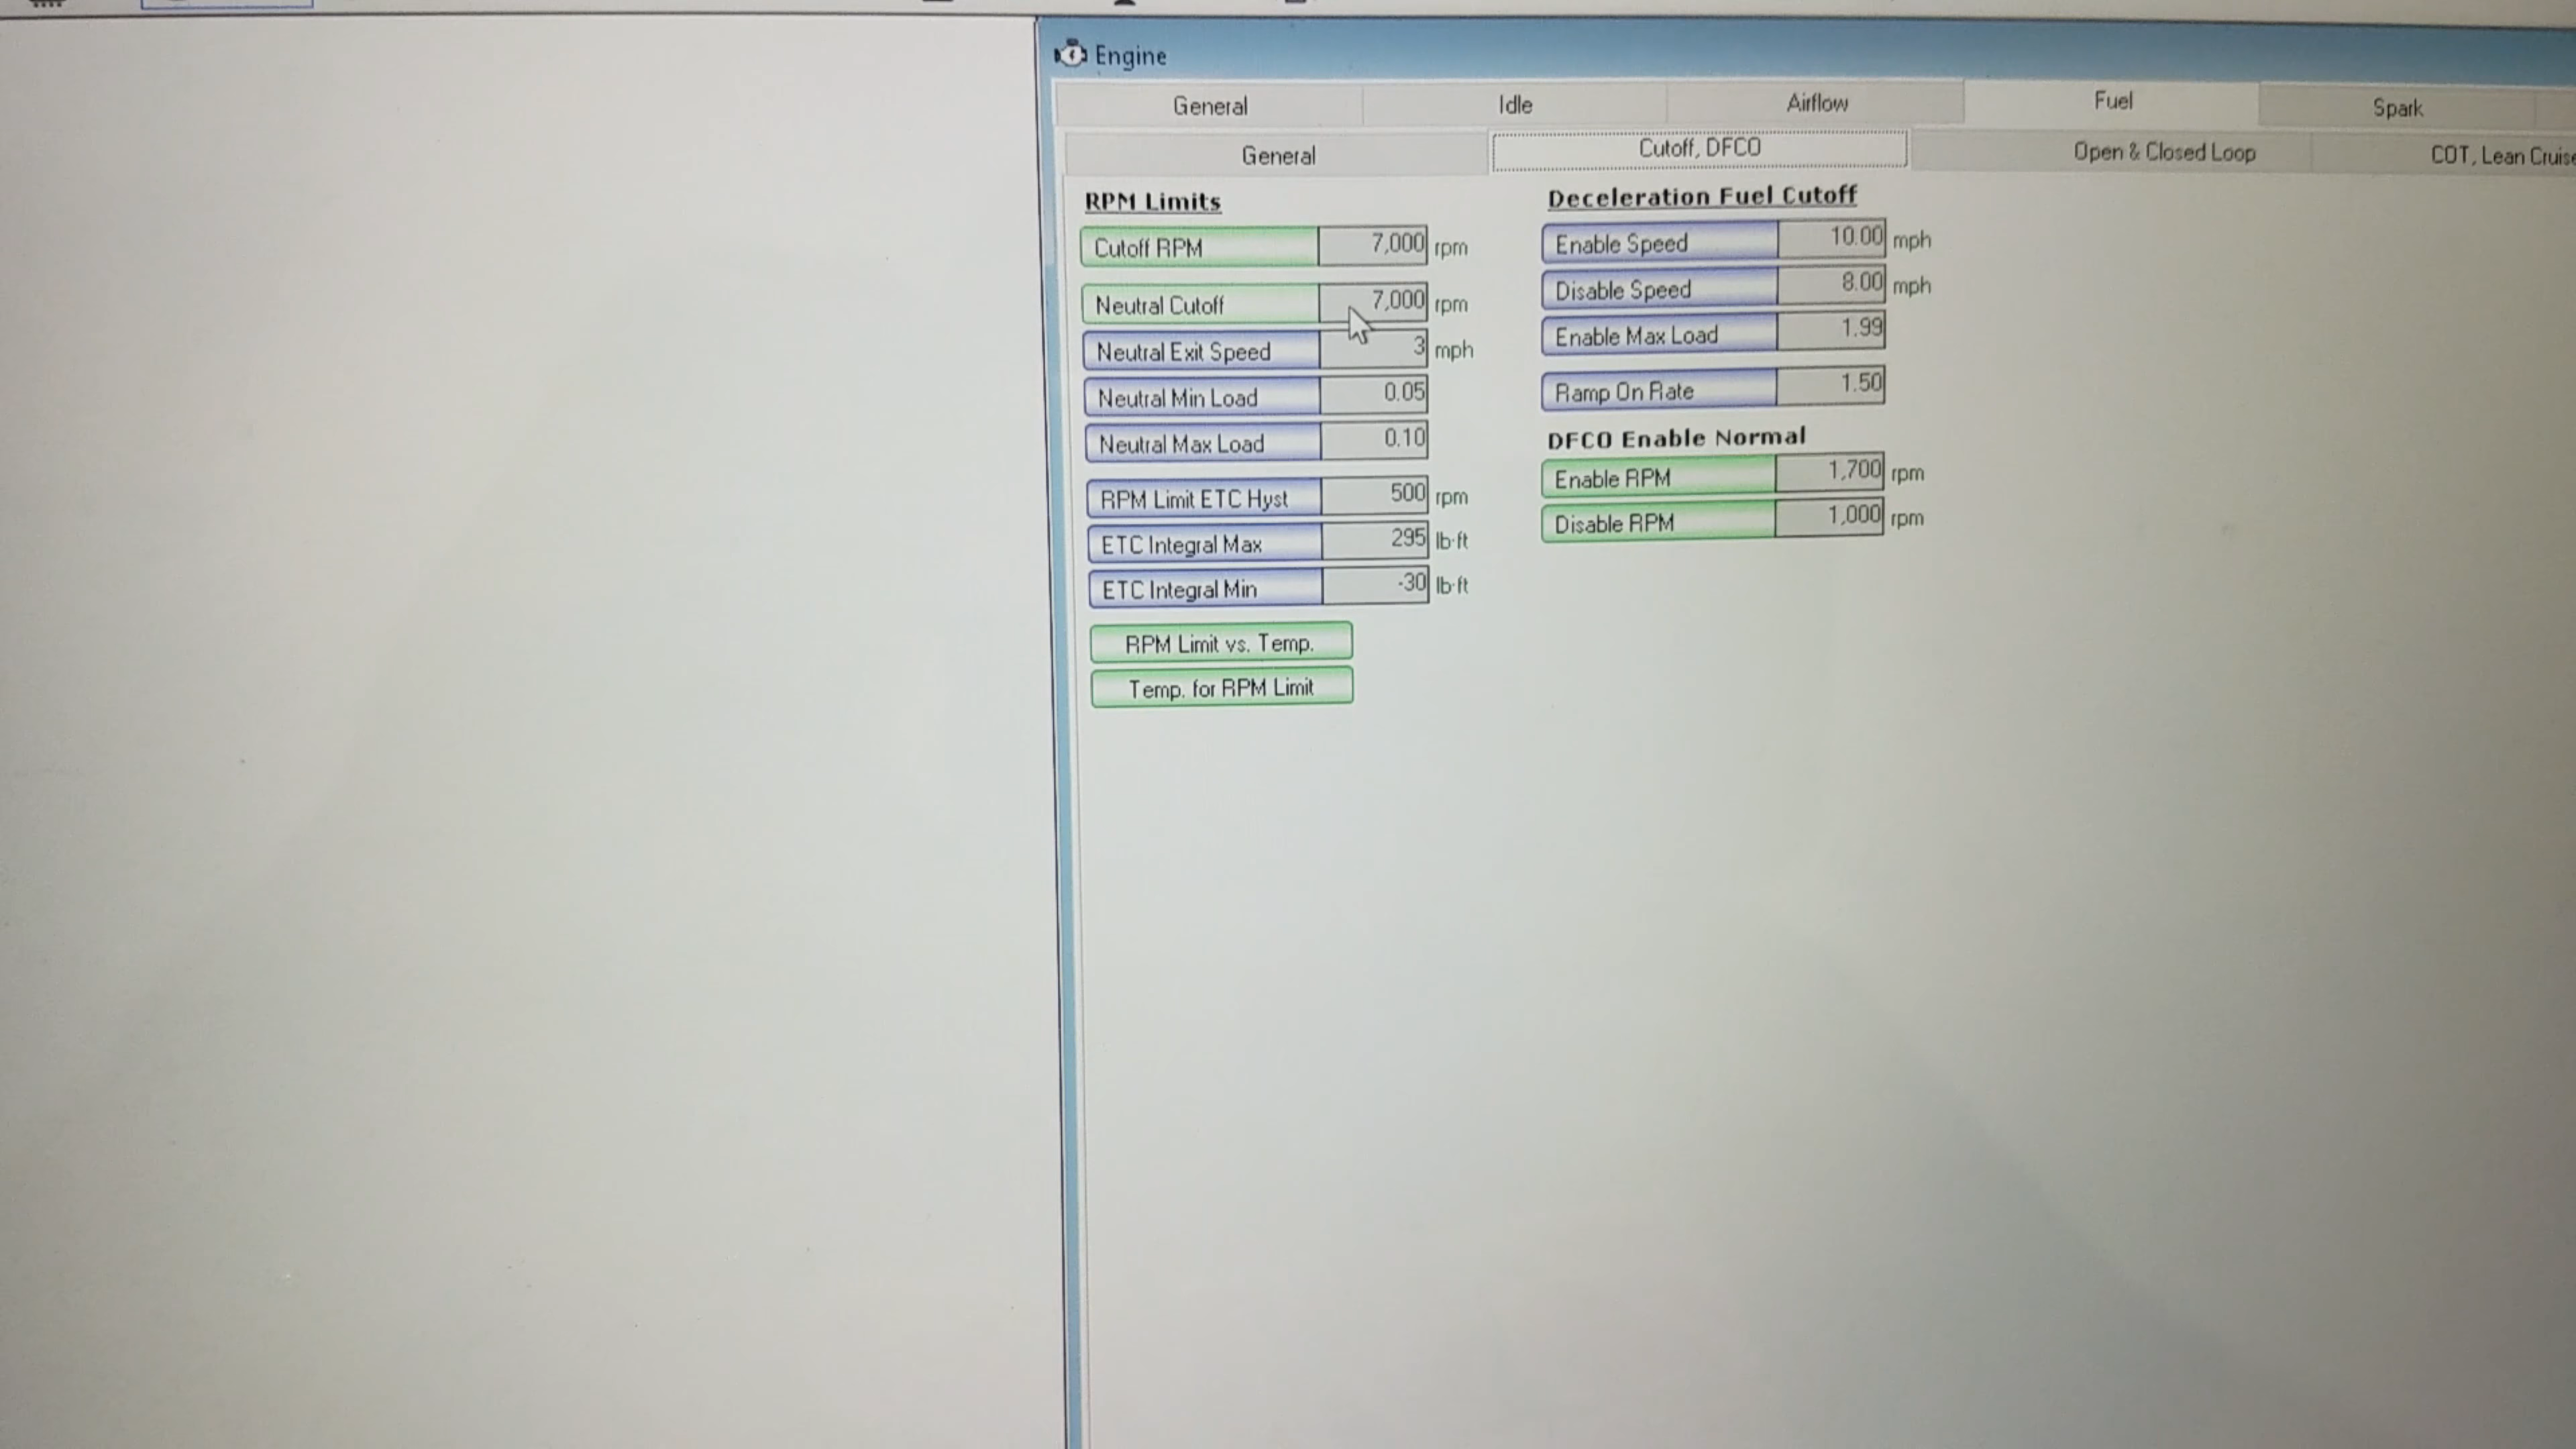 Engine
General Idle Airflow Fuel Spark
General Cutoff, DFCO Open & Closed Loop COT, Lean Cruise
RPM Limits
Cutoff RPM 7,000 rpm
Neutral Cutoff 7,000 rpm
Neutral Exit Speed 3 mph
Neutral Min Load 0.05
Neutral Max Load 0.10
RPM Limit ETC Hyst 500 rpm
ETC Integral Max 295 lb·ft
ETC Integral Min -30 lb·ft
RPM Limit vs. Temp.
Temp. for RPM Limit
Deceleration Fuel Cutoff
Enable Speed 10.00 mph
Disable Speed 8.00 mph
Enable Max Load 1.99
Ramp On Rate 1.50
DFCO Enable Normal
Enable RPM 1,700 rpm
Disable RPM 1,000 rpm